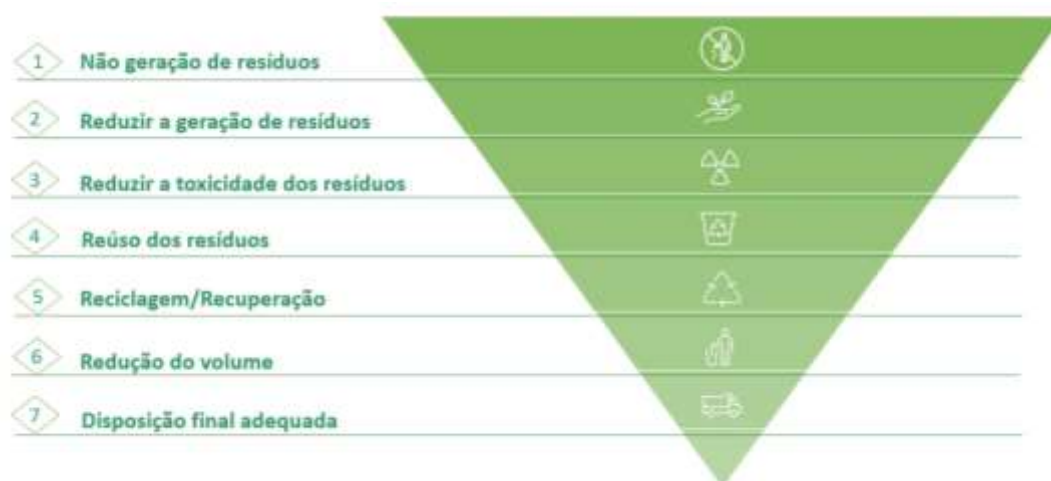 1 Não geração de resíduos
2 Reduzir a geração de resíduos
3 Reduzir a toxicidade dos resíduos
4 Reúso dos resíduos
5 Reciclagem/Recuperação
6 Redução do volume
7 Disposição final adequada